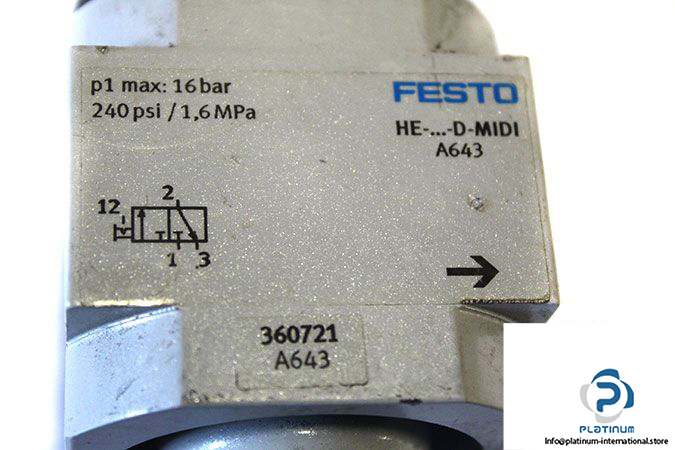 p1 max: 16 bar
240 psi / 1,6 MPa
FESTO
HE-...-D-MIDI
A643
12
2
1 3
360721
A643
PLATINUM
Info@platinum-international.store